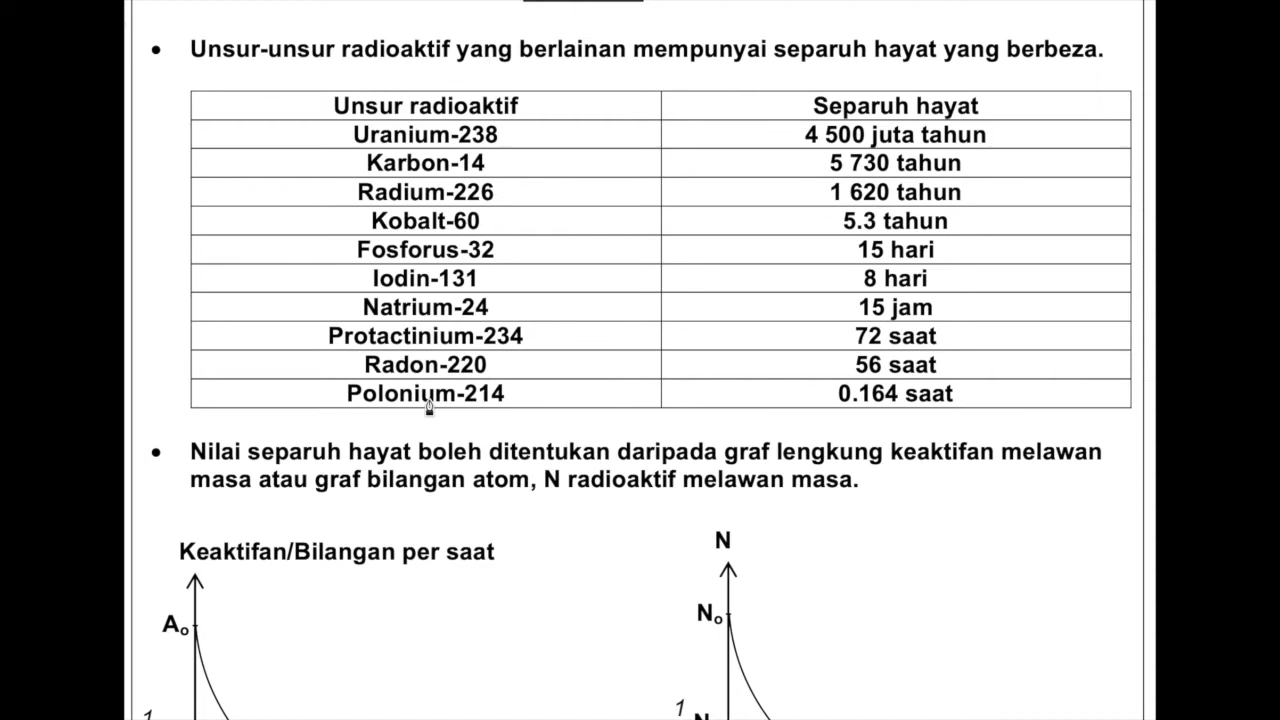 • Unsur-unsur radioaktif yang berlainan mempunyai separuh hayat yang berbeza.
Unsur radioaktif Separuh hayat
Uranium-238 4 500 juta tahun
Karbon-14 5 730 tahun
Radium-226 1 620 tahun
Kobalt-60 5.3 tahun
Fosforus-32 15 hari
Iodin-131 8 hari
Natrium-24 15 jam
Protactinium-234 72 saat
Radon-220 56 saat
Polonium-214 0.164 saat
• Nilai separuh hayat boleh ditentukan daripada graf lengkung keaktifan melawan
masa atau graf bilangan atom, N radioaktif melawan masa.
Keaktifan/Bilangan per saat
Aₒ
N
Nₒ